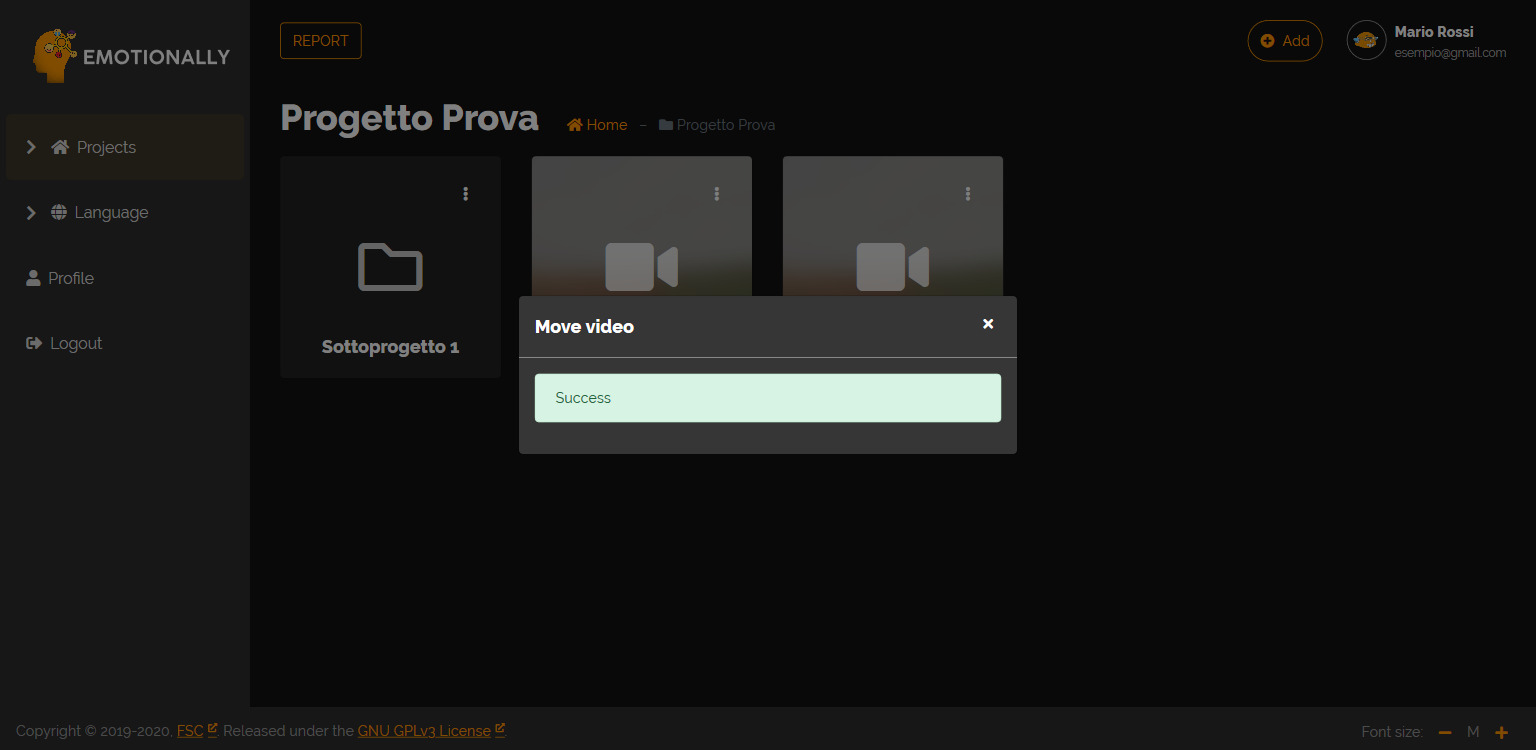 EMOTIONALLY
REPORT
Add
Mario Rossi
esempio@gmail.com
Progetto Prova
Home – Progetto Prova
Projects
Language
Profile
Logout
Sottoprogetto 1
Move video
Success
Copyright © 2019-2020, FSC. Released under the GNU GPLv3 License.
Font size: M